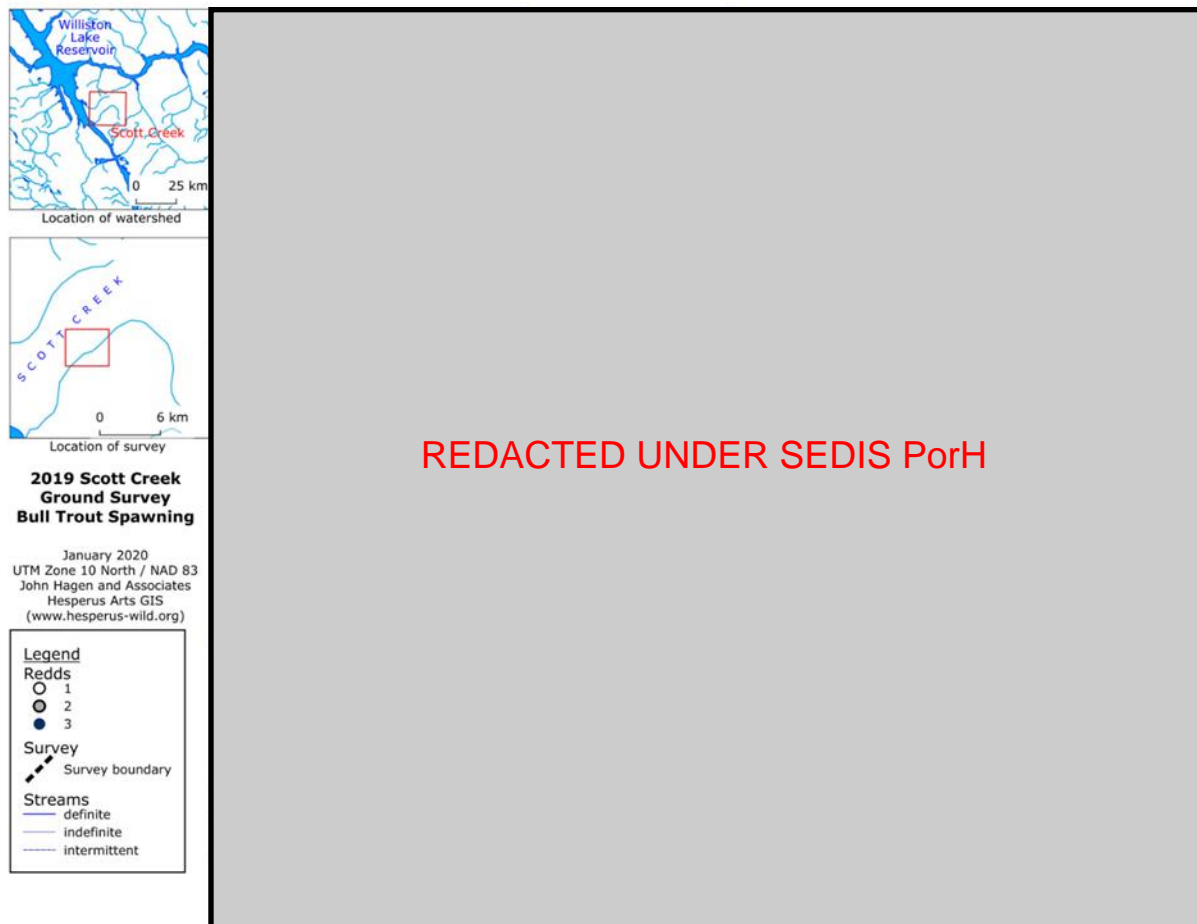 Williston
Lake
Reservoir
Scott Creek
0 25 km
Location of watershed
SCOTT CREEK
0 6 km
Location of survey
2019 Scott Creek
Ground Survey
Bull Trout Spawning
January 2020
UTM Zone 10 North / NAD 83
John Hagen and Associates
Hesperus Arts GIS
(www.hesperus-wild.org)
Legend
Redds
1
2
3
Survey
Survey boundary
Streams
definite
indefinite
intermittent
REDACTED UNDER SEDIS PorH